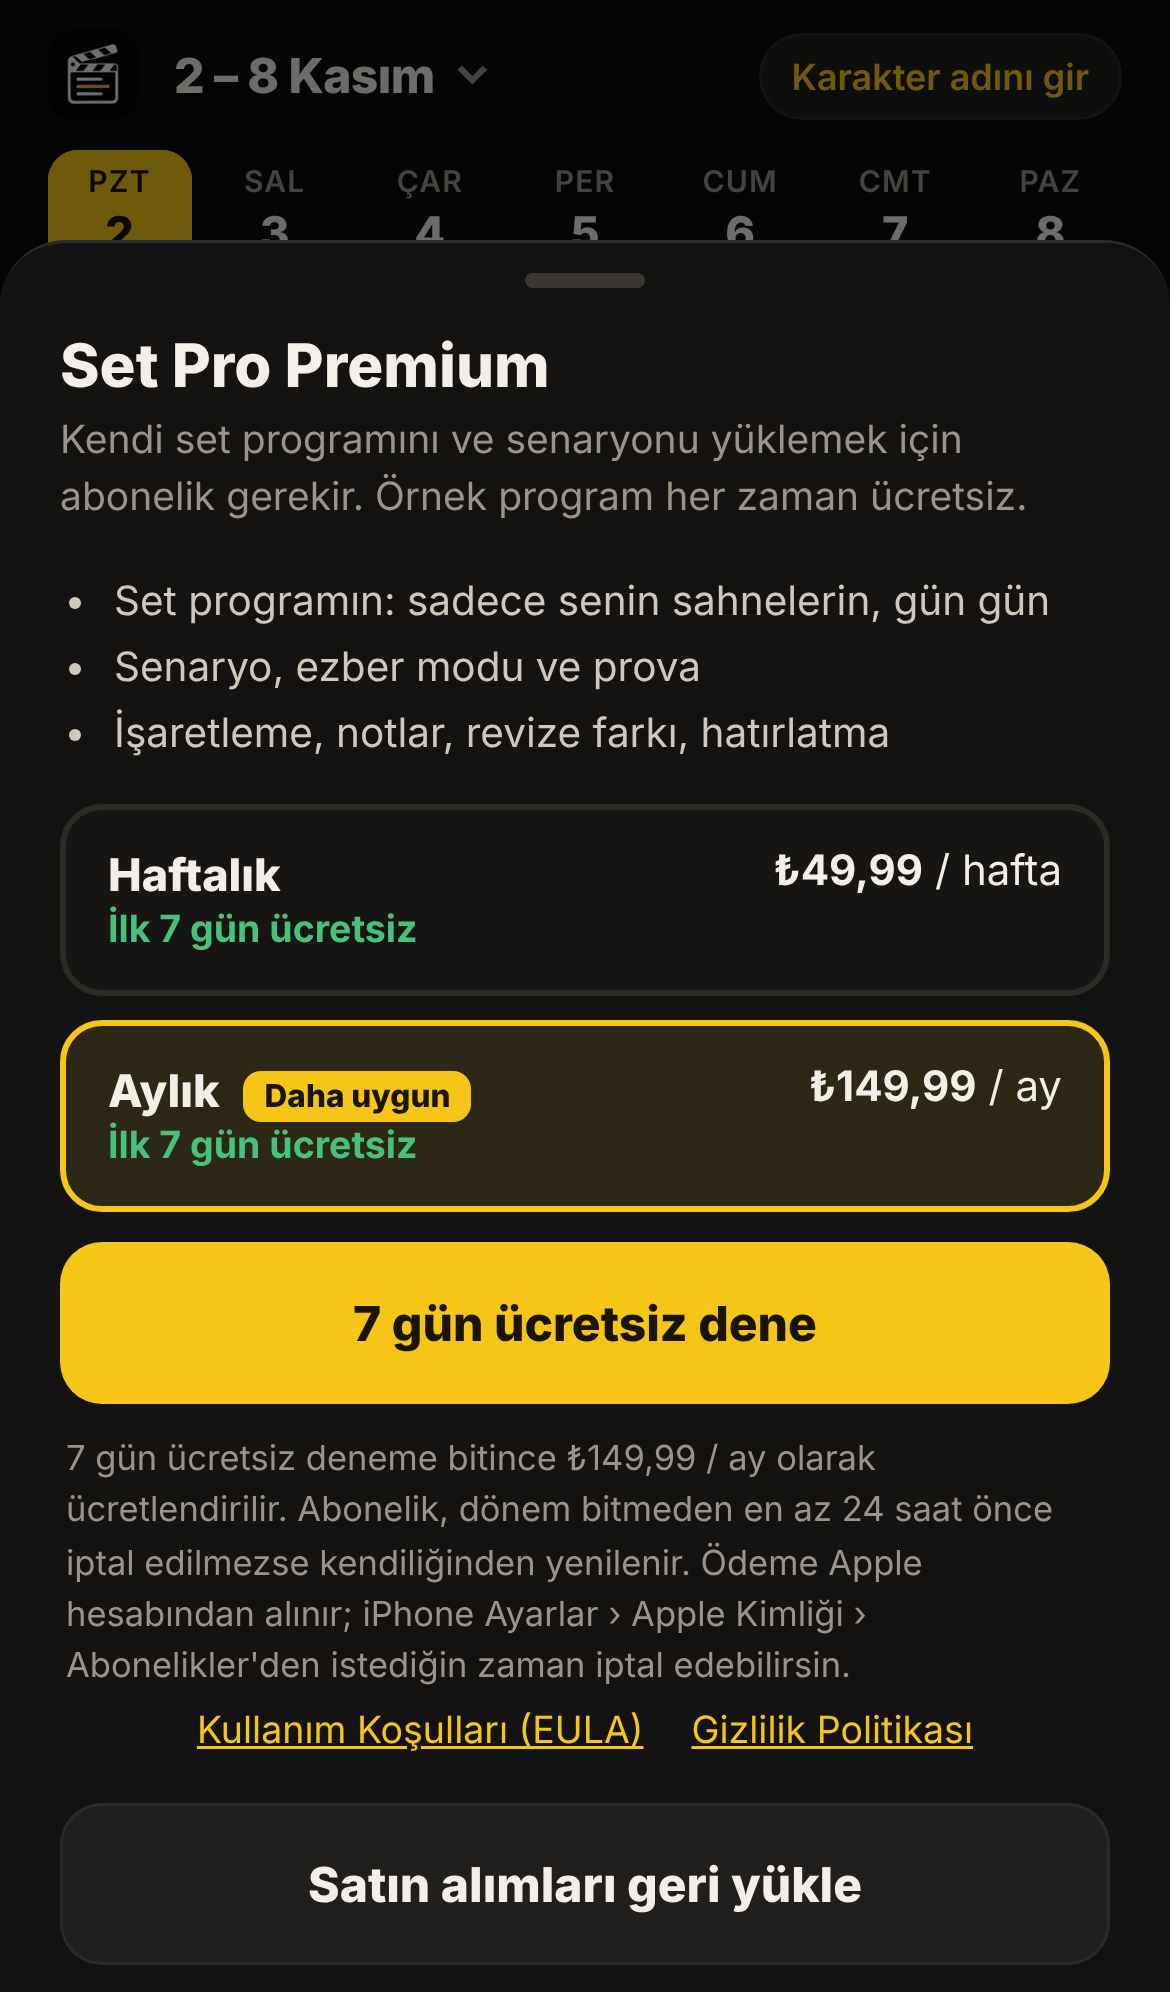 2 – 8 Kasım
Karakter adını gir
PZT SAL ÇAR PER CUM CMT PAZ
2 3 4 5 6 7 8
Set Pro Premium
Kendi set programını ve senaryonu yüklemek için
abonelik gerekir. Örnek program her zaman ücretsiz.
• Set programın: sadece senin sahnelerin, gün gün
• Senaryo, ezber modu ve prova
• İşaretleme, notlar, revize farkı, hatırlatma
Haftalık ₺49,99 / hafta
İlk 7 gün ücretsiz
Aylık Daha uygun ₺149,99 / ay
İlk 7 gün ücretsiz
7 gün ücretsiz dene
7 gün ücretsiz deneme bitince ₺149,99 / ay olarak
ücretlendirilir. Abonelik, dönem bitmeden en az 24 saat önce
iptal edilmezse kendiliğinden yenilenir. Ödeme Apple
hesabından alınır; iPhone Ayarlar › Apple Kimliği ›
Abonelikler'den istediğin zaman iptal edebilirsin.
Kullanım Koşulları (EULA) Gizlilik Politikası
Satın alımları geri yükle